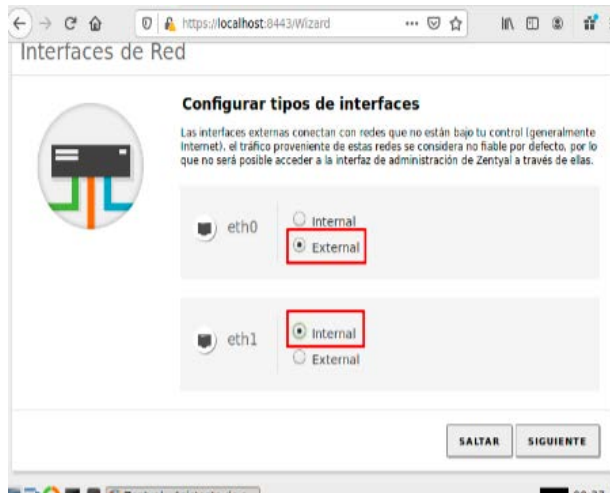 https://localhost:8443/Wizard
Interfaces de Red
Configurar tipos de interfaces
Las interfaces externas conectan con redes que no están bajo tu control (generalmente
Internet), el tráfico proveniente de estas redes se considera no fiable por defecto, por lo
que no será posible acceder a la interfaz de administración de Zentyal a través de ellas.
eth0
Internal
External
eth1
Internal
External
SALTAR
SIGUIENTE